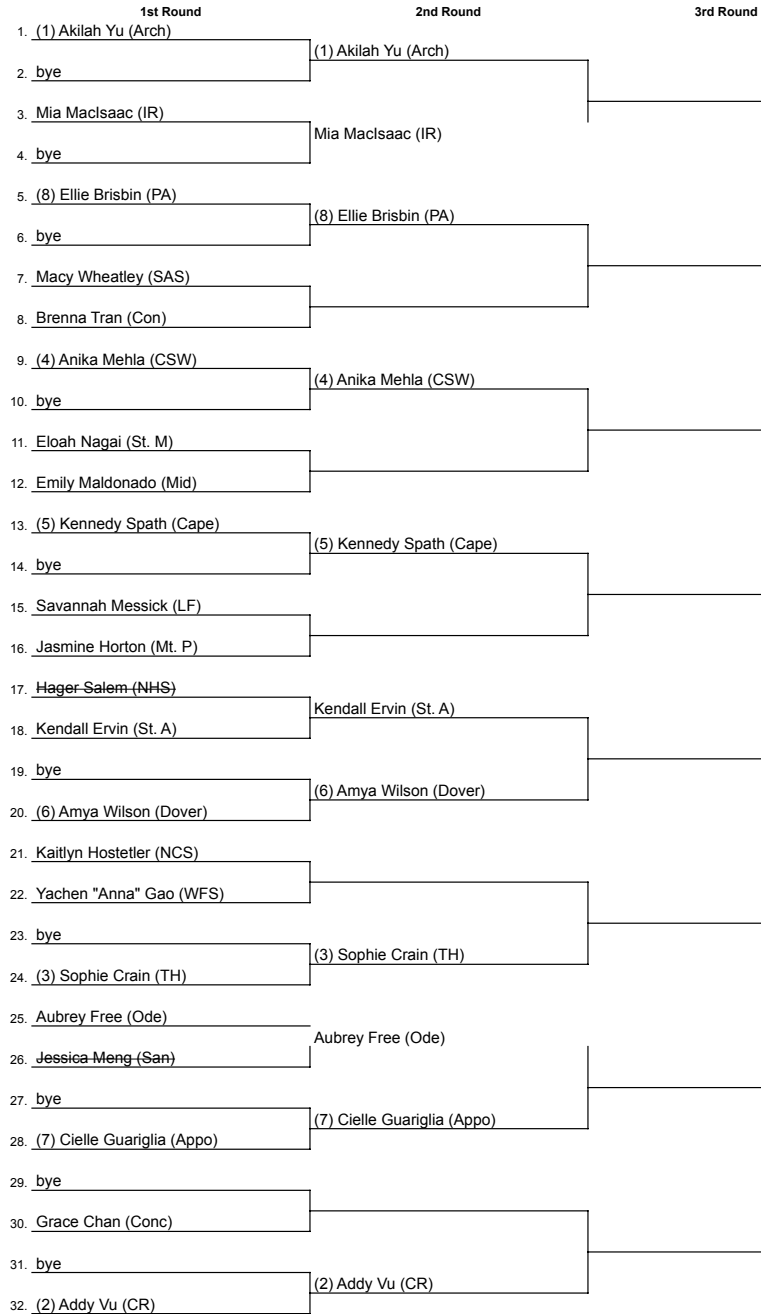 1st Round 2nd Round 3rd Round
1. (1) Akilah Yu (Arch)
(1) Akilah Yu (Arch)
2. bye
3. Mia MacIsaac (IR)
Mia MacIsaac (IR)
4. bye
5. (8) Ellie Brisbin (PA)
(8) Ellie Brisbin (PA)
6. bye
7. Macy Wheatley (SAS)
8. Brenna Tran (Con)
9. (4) Anika Mehla (CSW)
(4) Anika Mehla (CSW)
10. bye
11. Eloah Nagai (St. M)
12. Emily Maldonado (Mid)
13. (5) Kennedy Spath (Cape)
(5) Kennedy Spath (Cape)
14. bye
15. Savannah Messick (LF)
16. Jasmine Horton (Mt. P)
17. Hager Salem (NHS)
Kendall Ervin (St. A)
18. Kendall Ervin (St. A)
19. bye
(6) Amya Wilson (Dover)
20. (6) Amya Wilson (Dover)
21. Kaitlyn Hostetler (NCS)
22. Yachen "Anna" Gao (WFS)
23. bye
(3) Sophie Crain (TH)
24. (3) Sophie Crain (TH)
25. Aubrey Free (Ode)
Aubrey Free (Ode)
26. Jessica Meng (San)
27. bye
(7) Cielle Guariglia (Appo)
28. (7) Cielle Guariglia (Appo)
29. bye
30. Grace Chan (Conc)
31. bye
(2) Addy Vu (CR)
32. (2) Addy Vu (CR)